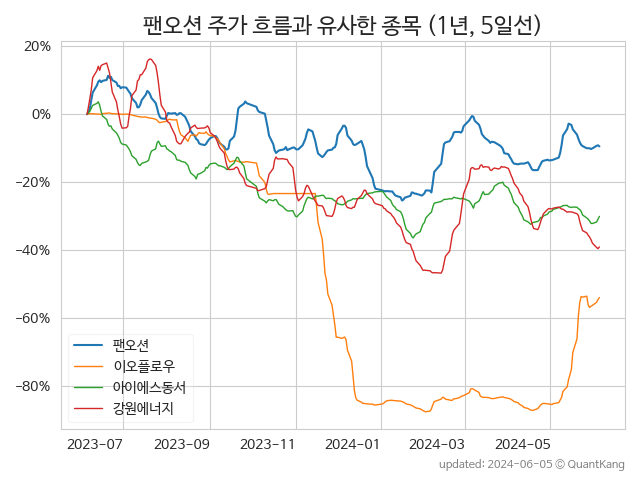 팬오션 주가 흐름과 유사한 종목 (1년, 5일선)
20%
0%
−20%
−40%
−60%
−80%
팬오션
이오플로우
아이에스동서
강원에너지
2023−07 2023−09 2023−11 2024−01 2024−03 2024−05
updated: 2024-06-05 © QuantKang